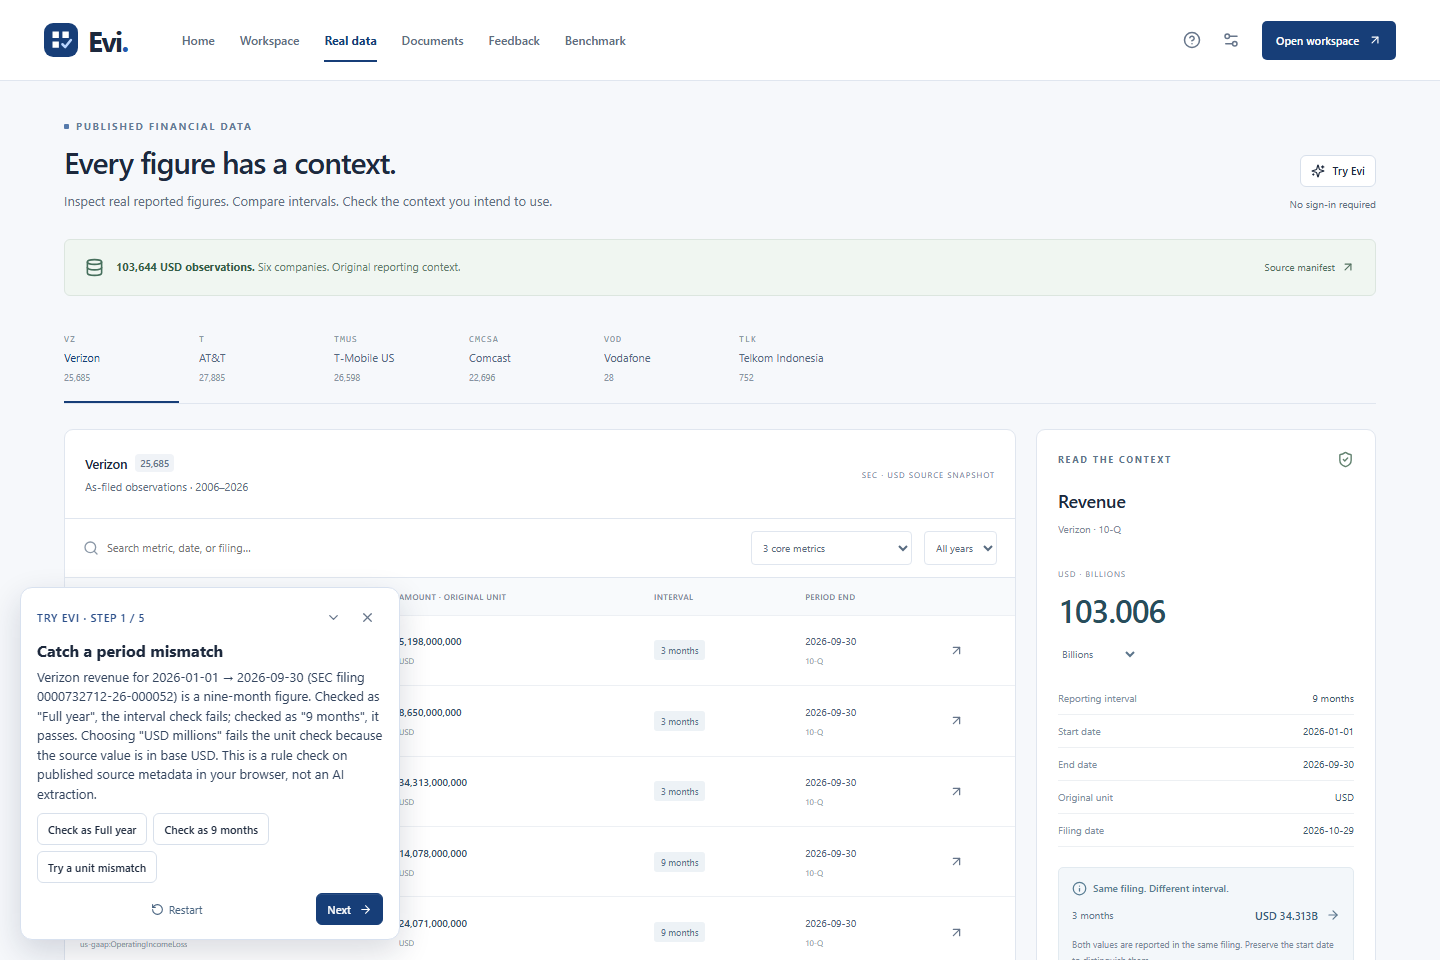 Evi.
Home
Workspace
Real data
Documents
Feedback
Benchmark
Open workspace
PUBLISHED FINANCIAL DATA
Every figure has a context.
Inspect real reported figures. Compare intervals. Check the context you intend to use.
Try Evi
No sign-in required
103,644 USD observations. Six companies. Original reporting context.
Source manifest
VZ
Verizon
25,685
T
AT&T
27,885
TMUS
T-Mobile US
26,598
CMCSA
Comcast
22,696
VOD
Vodafone
28
TLK
Telkom Indonesia
752
Verizon 25,685
As-filed observations · 2006–2026
SEC · USD SOURCE SNAPSHOT
Search metric, date, or filing...
3 core metrics
All years
AMOUNT · ORIGINAL UNIT
INTERVAL
PERIOD END
5,198,000,000
USD
3 months
2026-09-30
10-Q
8,650,000,000
USD
3 months
2026-09-30
10-Q
34,313,000,000
USD
3 months
2026-09-30
10-Q
14,078,000,000
USD
9 months
2026-09-30
10-Q
24,071,000,000
us-gaap:OperatingIncomeLoss
USD
9 months
2026-09-30
10-Q
TRY EVI · STEP 1 / 5
Catch a period mismatch
Verizon revenue for 2026-01-01 → 2026-09-30 (SEC filing
0000732712-26-000052) is a nine-month figure. Checked as
"Full year", the interval check fails; checked as "9 months", it
passes. Choosing "USD millions" fails the unit check because
the source value is in base USD. This is a rule check on
published source metadata in your browser, not an AI
extraction.
Check as Full year
Check as 9 months
Try a unit mismatch
Restart
Next
READ THE CONTEXT
Revenue
Verizon · 10-Q
USD · BILLIONS
103.006
Billions
Reporting interval
9 months
Start date
2026-01-01
End date
2026-09-30
Original unit
USD
Filing date
2026-10-29
Same filing. Different interval.
3 months
USD 34.313B
Both values are reported in the same filing. Preserve the start date
to distinguish them.